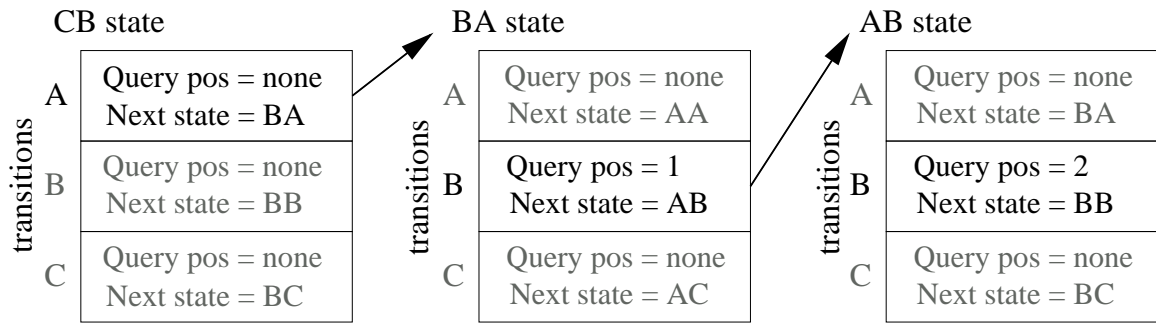 CB state
transitions
A
Query pos = none
Next state = BA
B
Query pos = none
Next state = BB
C
Query pos = none
Next state = BC
BA state
transitions
A
Query pos = none
Next state = AA
B
Query pos = 1
Next state = AB
C
Query pos = none
Next state = AC
AB state
transitions
A
Query pos = none
Next state = BA
B
Query pos = 2
Next state = BB
C
Query pos = none
Next state = BC